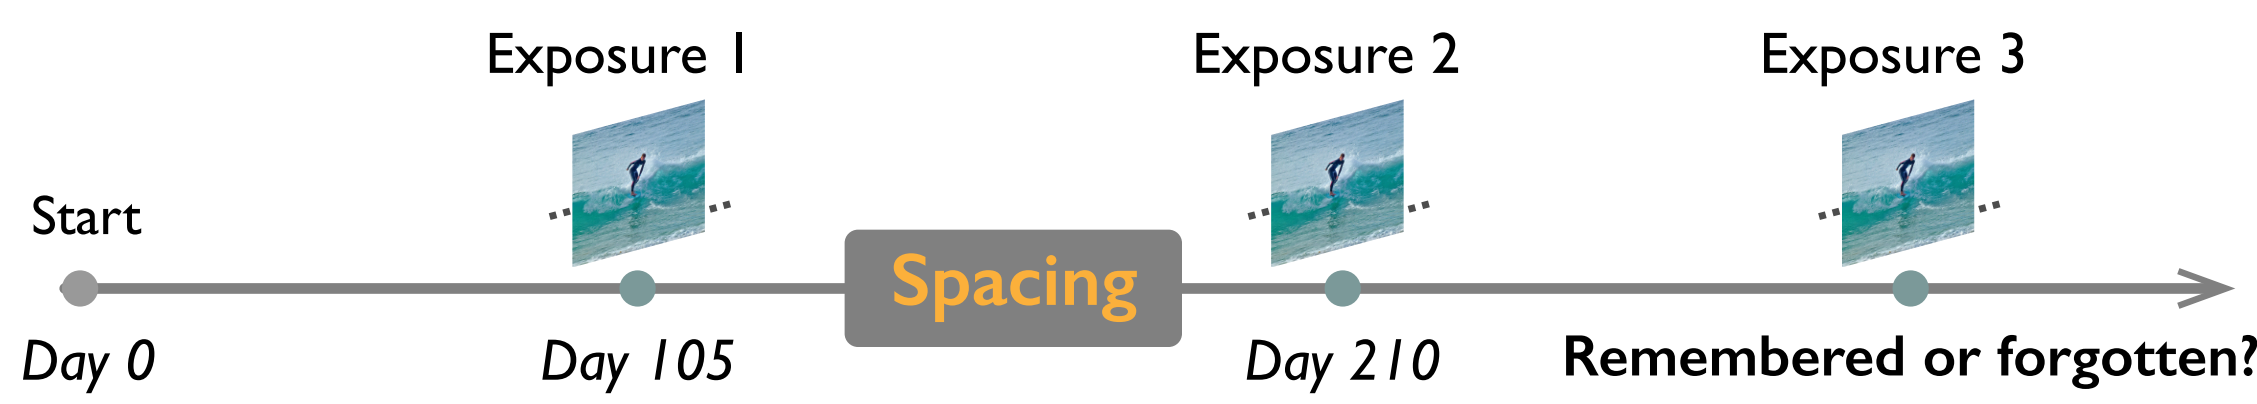 Exposure 1
Exposure 2
Exposure 3
Start
Spacing
Day 0
Day 105
Day 210
Remembered or forgotten?